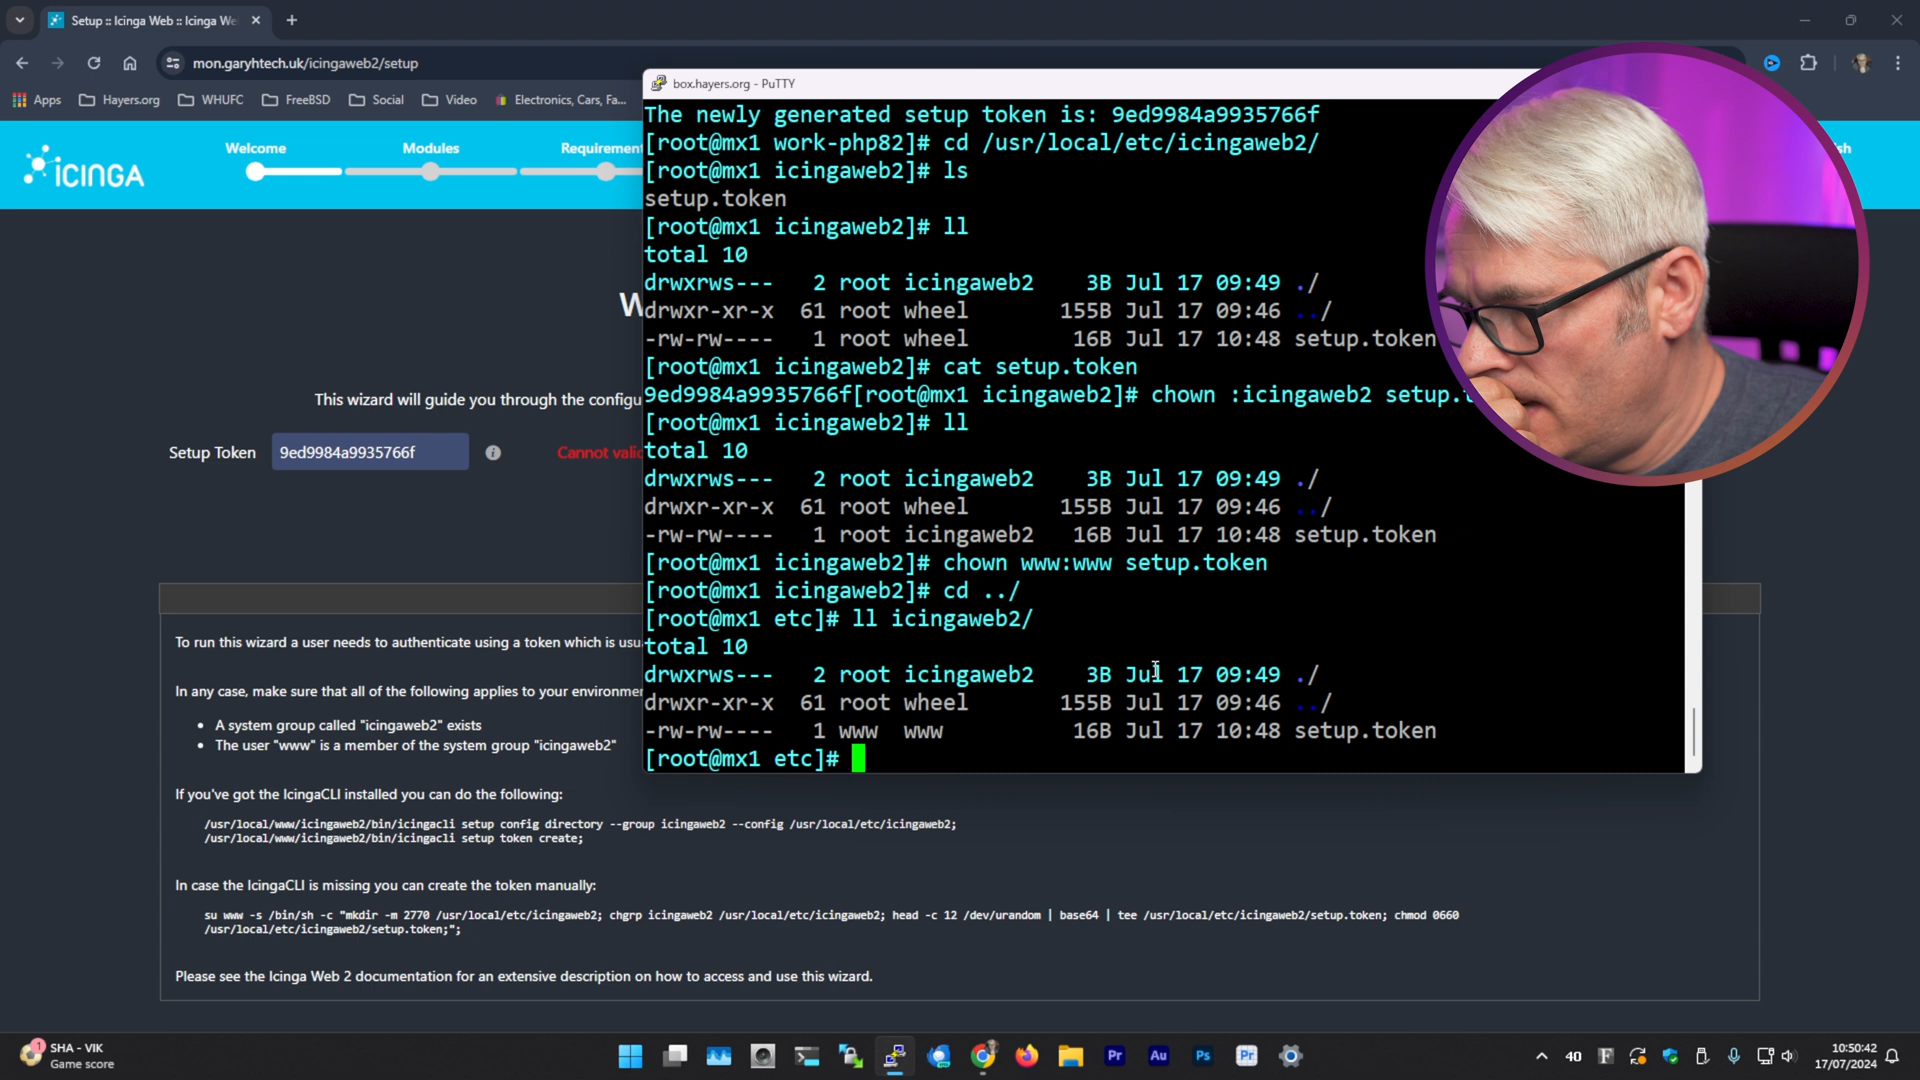 Setup :: Icinga Web :: Icinga We
mon.garyhtech.uk/icingaweb2/setup
Apps
Hayers.org
WHUFC
FreeBSD
Social
Video
Electronics, Cars, Fa...
ICINGA
Welcome
Modules
Requirement
sh
W
This wizard will guide you through the configu
Setup Token
9ed9984a9935766f
Cannot valid
box.hayers.org - PuTTY
The newly generated setup token is: 9ed9984a9935766f
[root@mx1 work-php82]# cd /usr/local/etc/icingaweb2/
[root@mx1 icingaweb2]# ls
setup.token
[root@mx1 icingaweb2]# ll
total 10
drwxrws---   2 root icingaweb2    3B Jul 17 09:49 ./
drwxr-xr-x  61 root wheel       155B Jul 17 09:46 ../
-rw-rw----   1 root wheel        16B Jul 17 10:48 setup.token
[root@mx1 icingaweb2]# cat setup.token
9ed9984a9935766f[root@mx1 icingaweb2]# chown :icingaweb2 setup.t
[root@mx1 icingaweb2]# ll
total 10
drwxrws---   2 root icingaweb2    3B Jul 17 09:49 ./
drwxr-xr-x  61 root wheel       155B Jul 17 09:46 ../
-rw-rw----   1 root icingaweb2   16B Jul 17 10:48 setup.token
[root@mx1 icingaweb2]# chown www:www setup.token
[root@mx1 icingaweb2]# cd ../
[root@mx1 etc]# ll icingaweb2/
total 10
drwxrws---   2 root icingaweb2    3B Jul 17 09:49 ./
drwxr-xr-x  61 root wheel       155B Jul 17 09:46 ../
-rw-rw----   1 www  www          16B Jul 17 10:48 setup.token
[root@mx1 etc]#
To run this wizard a user needs to authenticate using a token which is usu
In any case, make sure that all of the following applies to your environmen
• A system group called "icingaweb2" exists
• The user "www" is a member of the system group "icingaweb2"
If you've got the IcingaCLI installed you can do the following:
/usr/local/www/icingaweb2/bin/icingacli setup config directory --group icingaweb2 --config /usr/local/etc/icingaweb2;
/usr/local/www/icingaweb2/bin/icingacli setup token create;
In case the IcingaCLI is missing you can create the token manually:
su www -s /bin/sh -c "mkdir -m 2770 /usr/local/etc/icingaweb2; chgrp icingaweb2 /usr/local/etc/icingaweb2; head -c 12 /dev/urandom | base64 | tee /usr/local/etc/icingaweb2/setup.token; chmod 0660
/usr/local/etc/icingaweb2/setup.token;";
Please see the Icinga Web 2 documentation for an extensive description on how to access and use this wizard.
1
SHA - VIK
Game score
Pr
Au
Ps
Pr
40
F
10:50:42
17/07/2024